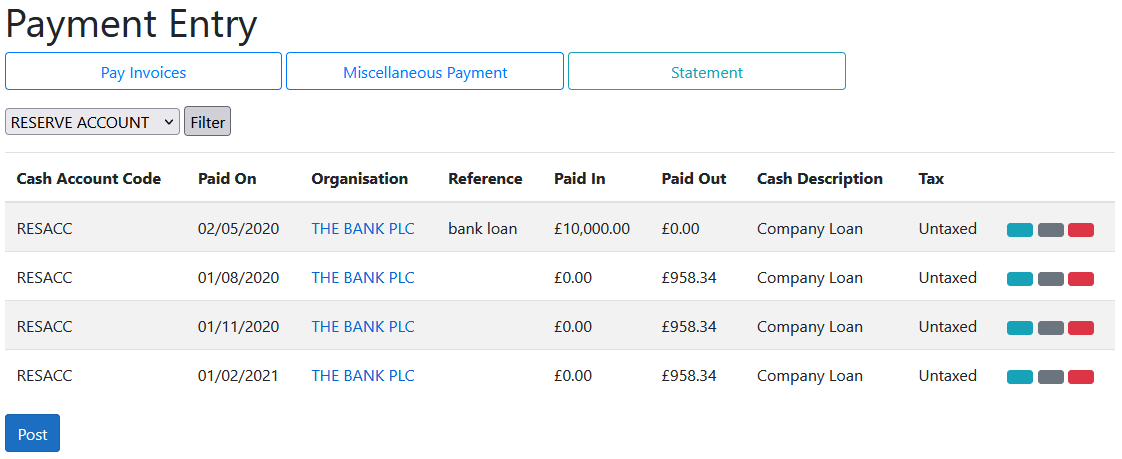 Payment Entry
Pay Invoices Miscellaneous Payment Statement
RESERVE ACCOUNT Filter
Cash Account Code Paid On Organisation Reference Paid In Paid Out Cash Description Tax
RESACC 02/05/2020 THE BANK PLC bank loan £10,000.00 £0.00 Company Loan Untaxed
RESACC 01/08/2020 THE BANK PLC £0.00 £958.34 Company Loan Untaxed
RESACC 01/11/2020 THE BANK PLC £0.00 £958.34 Company Loan Untaxed
RESACC 01/02/2021 THE BANK PLC £0.00 £958.34 Company Loan Untaxed
Post